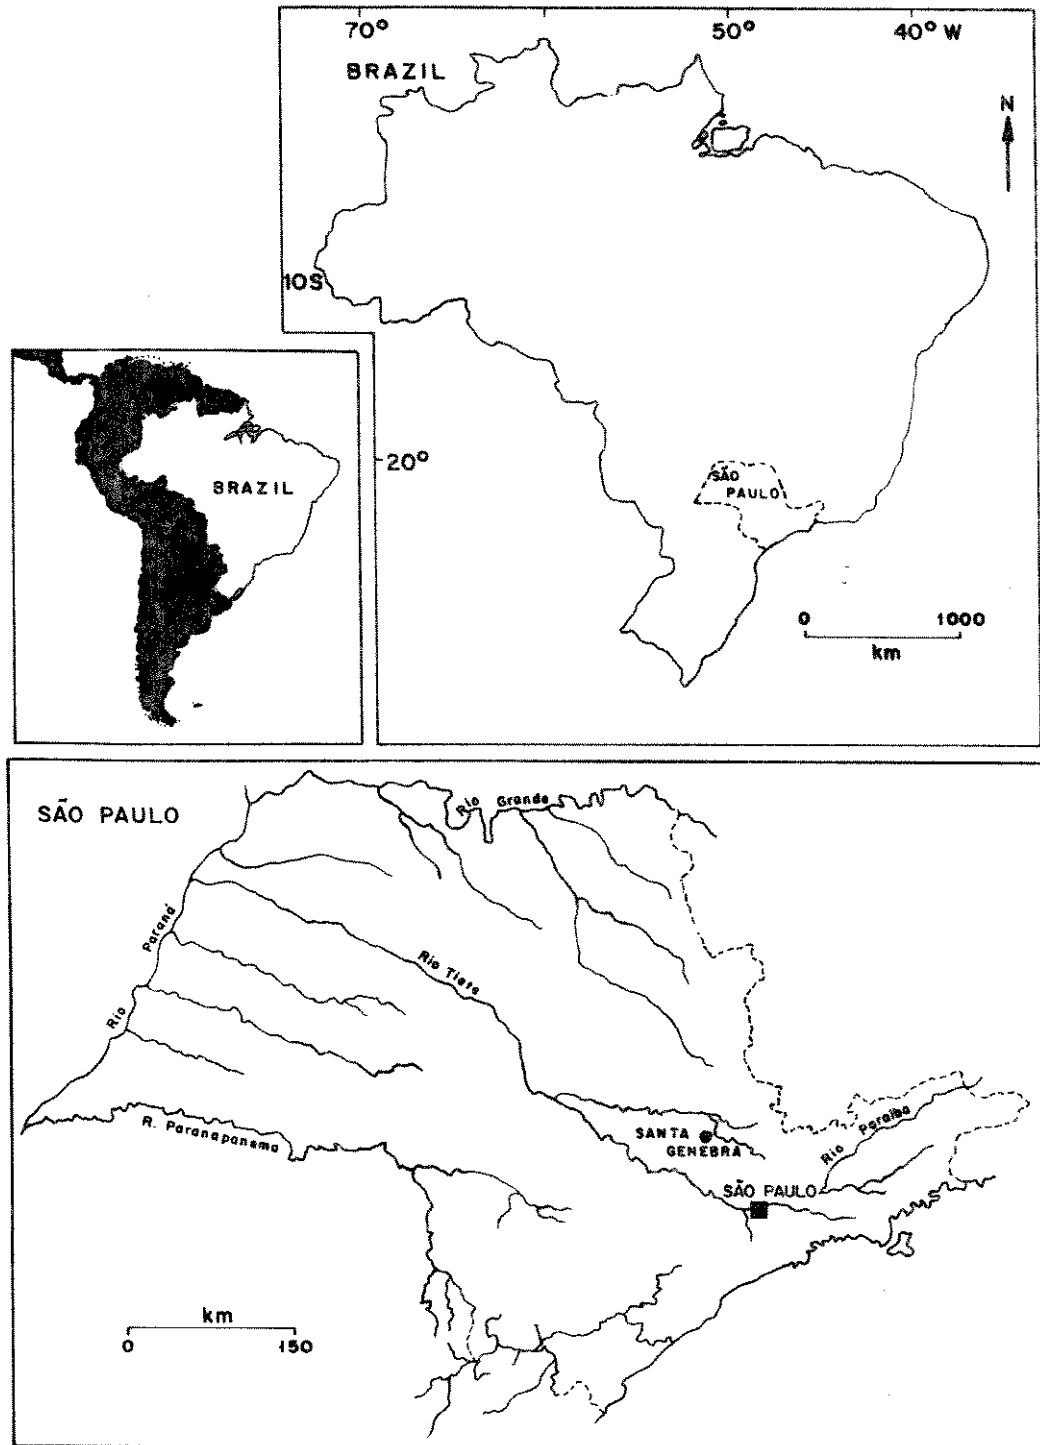 70° 50° 40° W
BRAZIL
N
10S
20°
SÃO
PAULO
0 1000
km
BRAZIL
SÃO PAULO
Rio Grande
Rio Paraná
Rio Tiete
R. Paranapanema
SANTA
GENEBRA
Rio Paraiba
SÃO PAULO
km
0 150